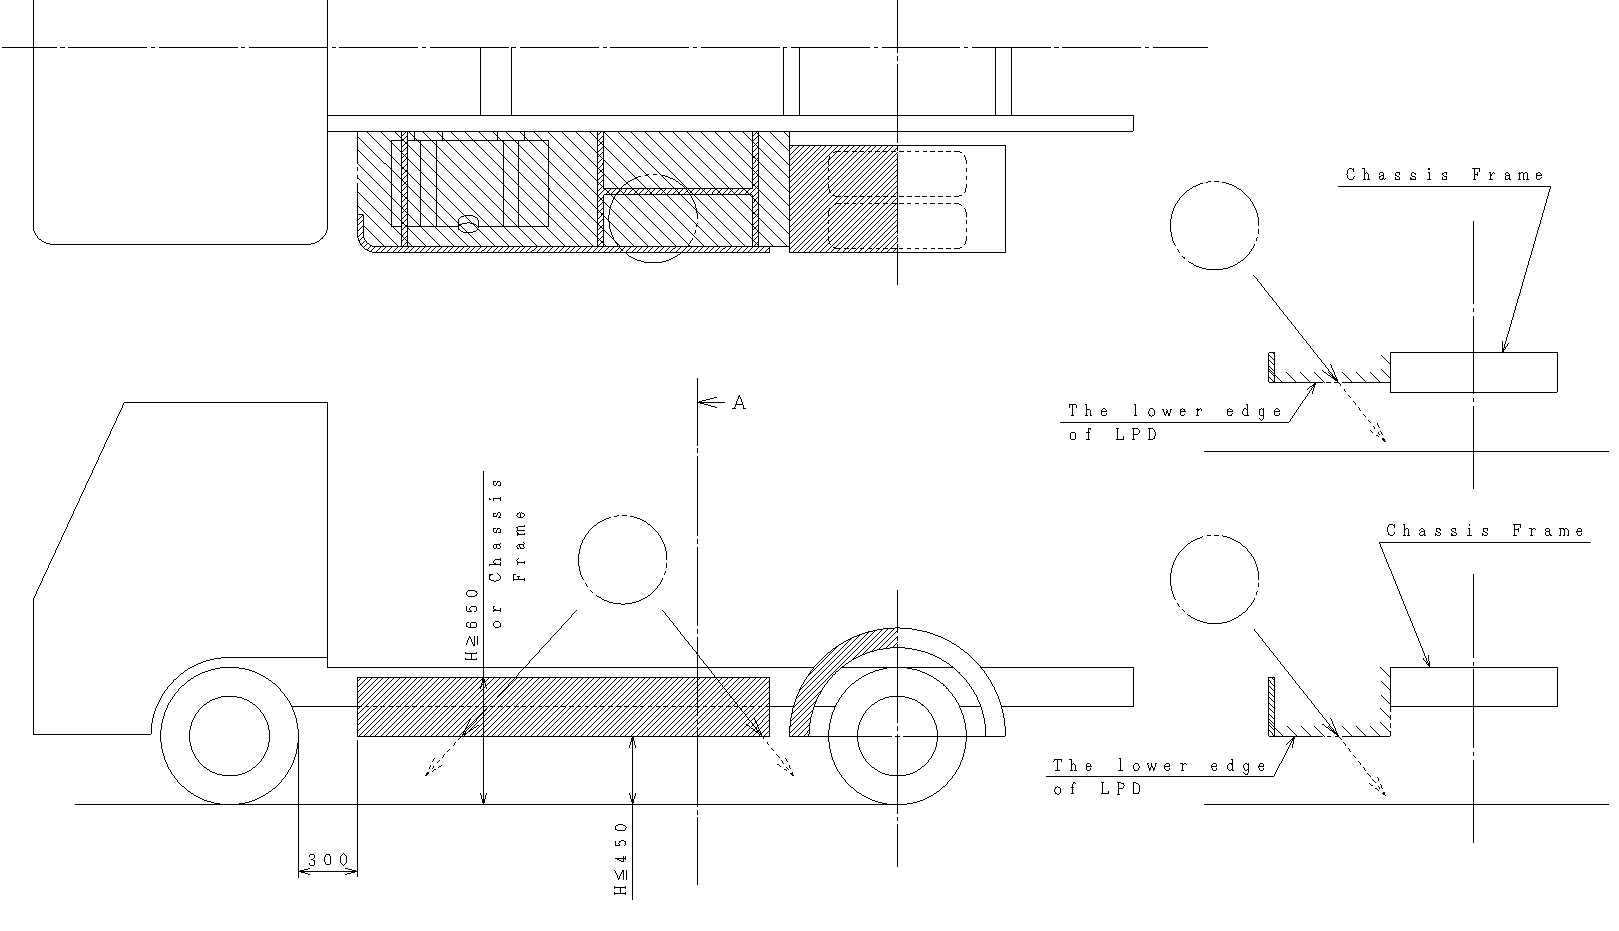 Chassis Frame
The lower edge
of LPD
A
H≧650
or Chassis
Frame
Chassis Frame
The lower edge
of LPD
300
H≦450